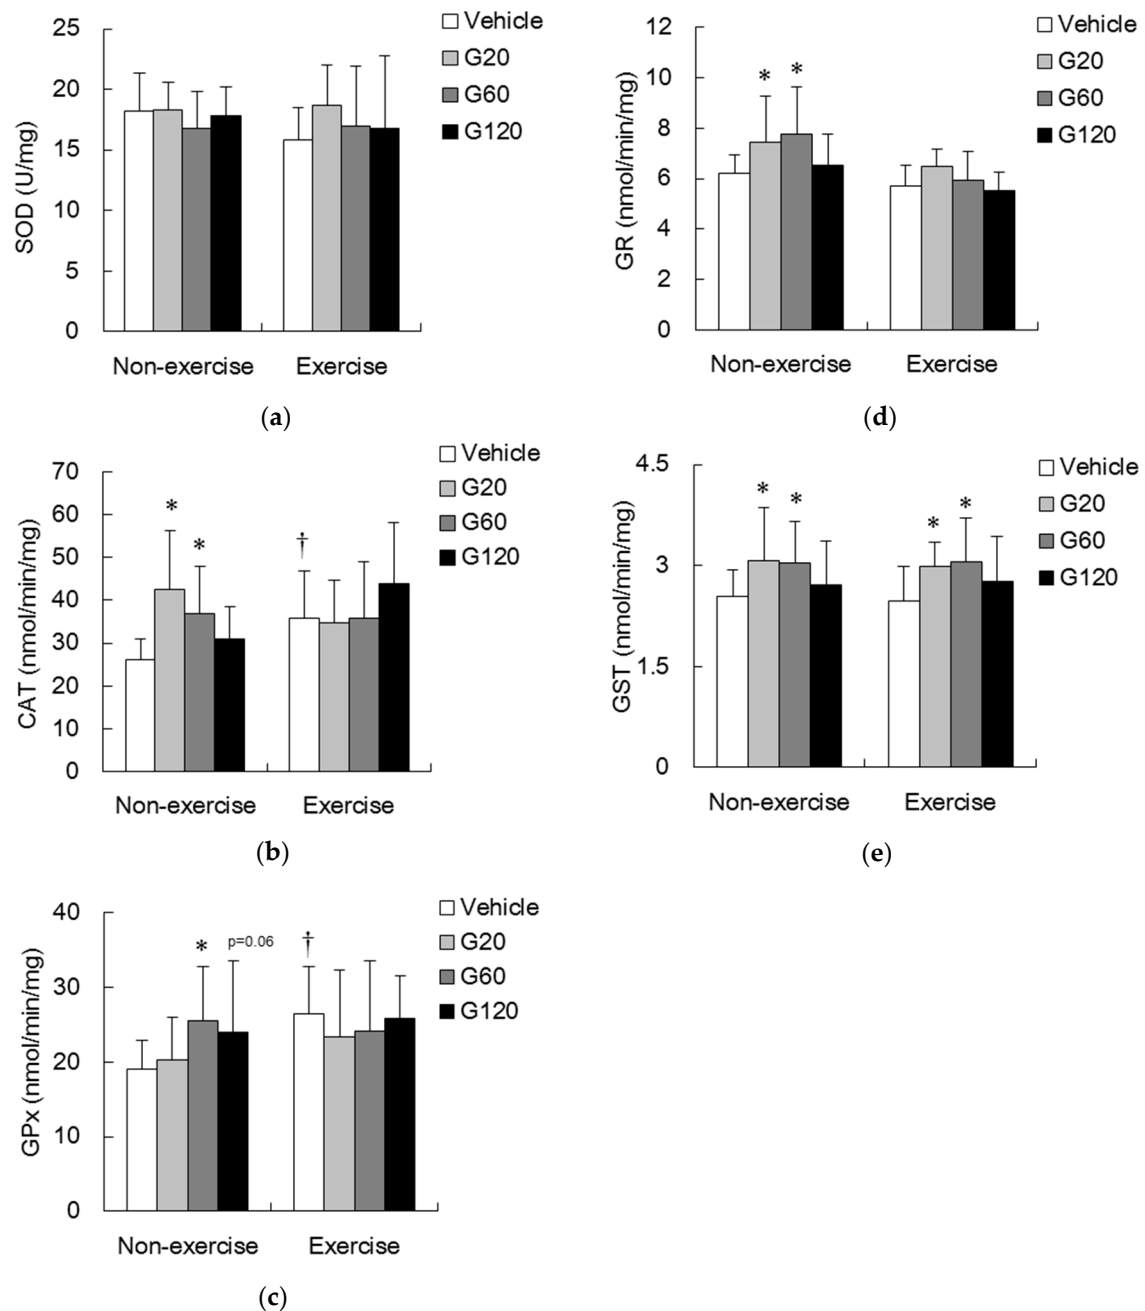 25
20
15
10
5
0
SOD (U/mg)
Vehicle
G20
G60
G120
Non-exercise
Exercise
(a)
12
10
8
6
4
2
0
GR (nmol/min/mg)
* *
Vehicle
G20
G60
G120
Non-exercise
Exercise
(d)
70
60
50
40
30
20
10
0
CAT (nmol/min/mg)
*
*
†
Vehicle
G20
G60
G120
Non-exercise
Exercise
(b)
4.5
3
1.5
0
GST (nmol/min/mg)
* *
* *
Vehicle
G20
G60
G120
Non-exercise
Exercise
(e)
40
30
20
10
0
GPx (nmol/min/mg)
* p=0.06
†
Vehicle
G20
G60
G120
Non-exercise
Exercise
(c)